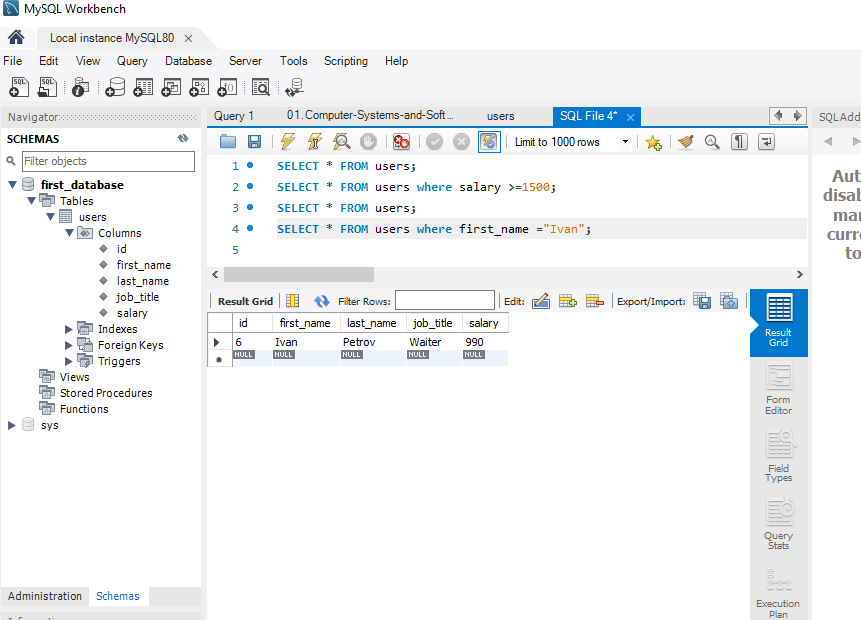 MySQL Workbench
Local instance MySQL80 ×
File Edit View Query Database Server Tools Scripting Help
Navigator
SCHEMAS
Filter objects
first_database
Tables
users
Columns
id
first_name
last_name
job_title
salary
Indexes
Foreign Keys
Triggers
Views
Stored Procedures
Functions
sys
Administration Schemas
Query 1 01.Computer-Systems-and-Soft... users SQL File 4* ×
Limit to 1000 rows
1 SELECT * FROM users;
2 SELECT * FROM users where salary >=1500;
3 SELECT * FROM users;
4 SELECT * FROM users where first_name ="Ivan";
5
Result Grid Filter Rows: Edit: Export/Import:
id first_name last_name job_title salary
6 Ivan Petrov Waiter 990
NULL NULL NULL NULL NULL
Result
Grid
Form
Editor
Field
Types
Query
Stats
Execution
Plan
SQLAdd
Aut
disab
ma
curr
to